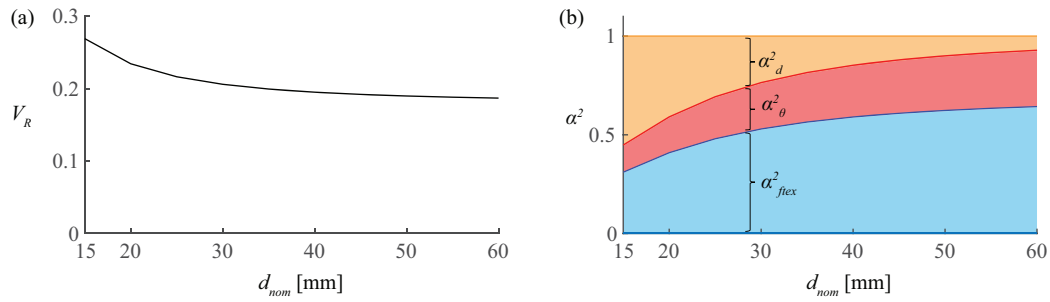 (a)
0.3
0.2
V_R
0.1
0
15 20 30 40 50 60
d_nom [mm]
(b)
1
α²_d
α²_θ
α²
0.5
α²_ftex
0
15 20 30 40 50 60
d_nom [mm]